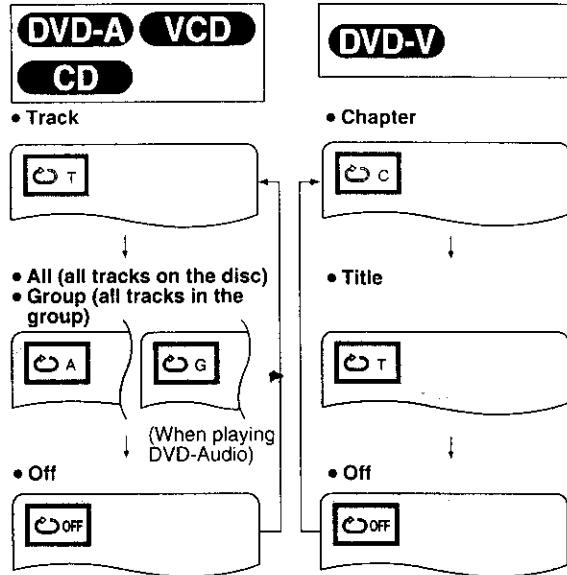 DVD-A VCD
CD
• Track
T
• All (all tracks on the disc)
• Group (all tracks in the
group)
A
G
(When playing
DVD-Audio)
• Off
OFF
DVD-V
• Chapter
C
• Title
T
• Off
OFF